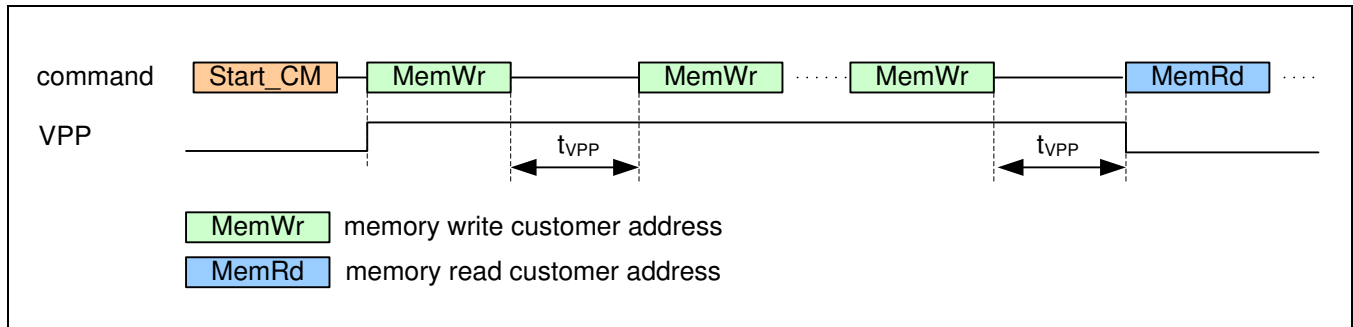 command Start_CM MemWr MemWr ...... MemWr MemRd ....
VPP
tVPP tVPP
MemWr memory write customer address
MemRd memory read customer address